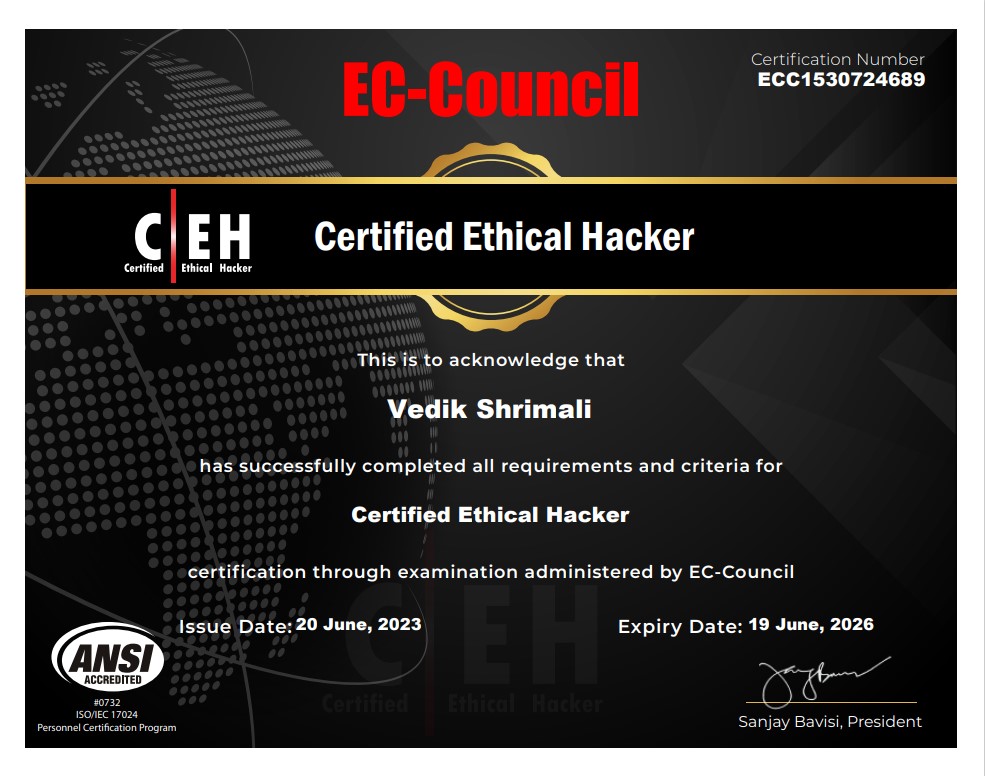 EC-Council
Certification Number
ECC1530724689
C|EH
Certified Ethical Hacker
Certified Ethical Hacker
This is to acknowledge that
Vedik Shrimali
has successfully completed all requirements and criteria for
Certified Ethical Hacker
certification through examination administered by EC-Council
Issue Date: 20 June, 2023
Expiry Date: 19 June, 2026
CEH
Certified Ethical Hacker
ANSI
ACCREDITED
#0732
ISO/IEC 17024
Personnel Certification Program
Sanjay Bavisi, President